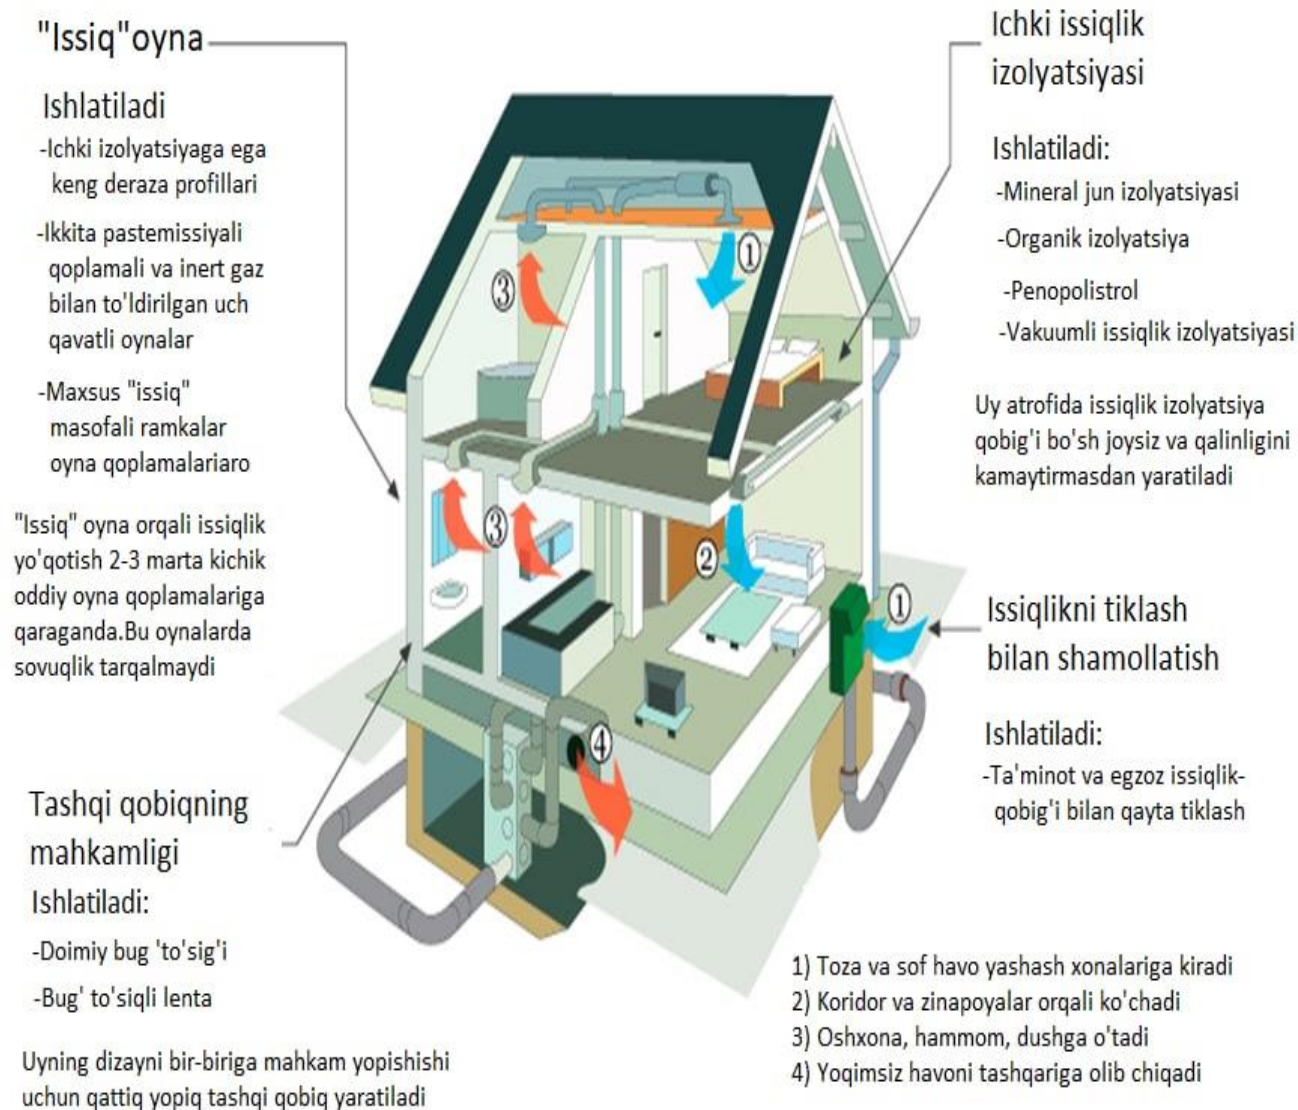 "Issiq"oyna
Ishlatiladi
-Ichki izolyatsiyaga ega
keng deraza profillari
-Ikkita pastemissiyali
qoplamali va inert gaz
bilan to'ldirilgan uch
qavatli oynalar
-Maxsus "issiq"
masofali ramkalar
oyna qoplamalariaro
"Issiq" oyna orqali issiqlik
yo'qotish 2-3 marta kichik
oddiy oyna qoplamalariga
qaraganda.Bu oynalarda
sovuqlik tarqalmaydi
Tashqi qobiqning
mahkamligi
Ishlatiladi:
-Doimiy bug 'to'sig'i
-Bug' to'siqli lenta
Uyning dizayni bir-biriga mahkam yopishishi
uchun qattiq yopiq tashqi qobiq yaratiladi
1
3
3
2
1
4
Ichki issiqlik
izolyatsiyasi
Ishlatiladi:
-Mineral jun izolyatsiyasi
-Organik izolyatsiya
-Penopolistrol
-Vakuumli issiqlik izolyatsiyasi
Uy atrofida issiqlik izolyatsiya
qobig'i bo'sh joysiz va qalinligini
kamaytirmasdan yaratiladi
Issiqlikni tiklash
bilan shamollatish
Ishlatiladi:
-Ta'minot va egzoz issiqlik-
qobig'i bilan qayta tiklash
1) Toza va sof havo yashash xonalariga kiradi
2) Koridor va zinapoyalar orqali ko'chadi
3) Oshxona, hammom, dushga o'tadi
4) Yoqimsiz havoni tashqariga olib chiqadi